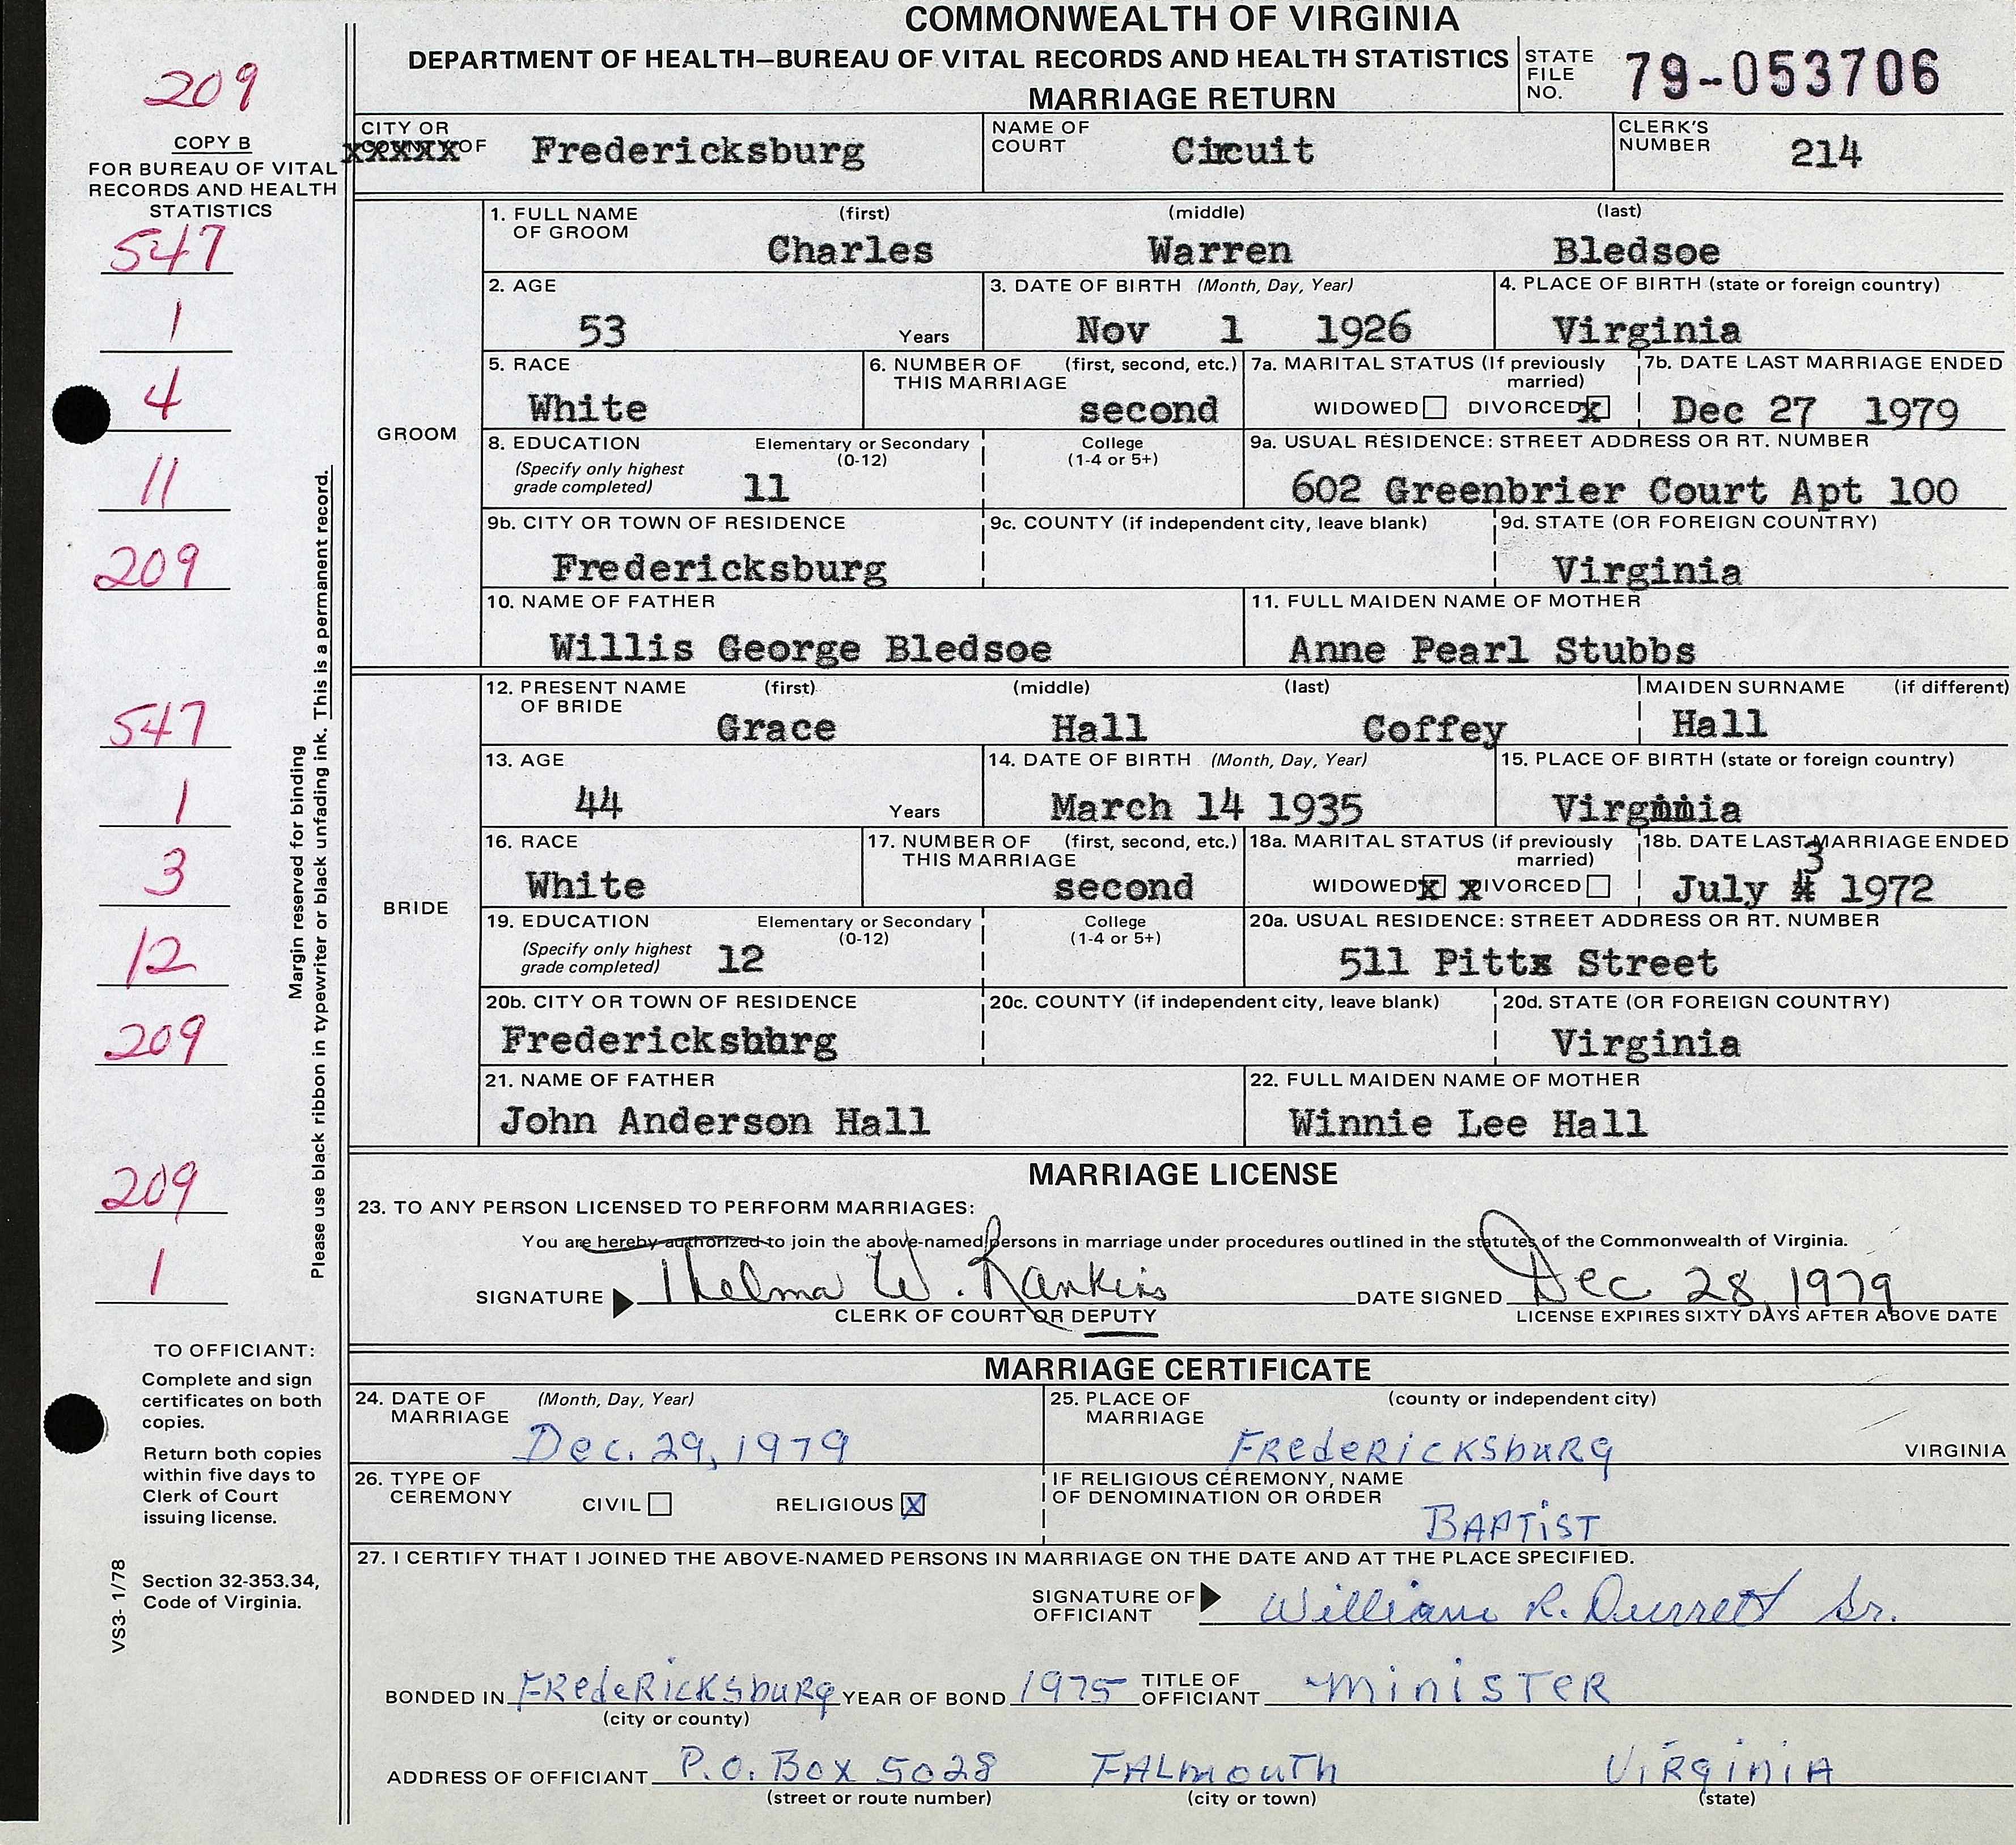 COMMONWEALTH OF VIRGINIA
DEPARTMENT OF HEALTH—BUREAU OF VITAL RECORDS AND HEALTH STATISTICS
MARRIAGE RETURN
STATE FILE NO. 79-053706
209
COPY B
FOR BUREAU OF VITAL
RECORDS AND HEALTH
STATISTICS
547
1
4
11
209
547
1
3
12
209
209
1
Margin reserved for binding
Please use black ribbon in typewriter or black unfading ink. This is a permanent record.
TO OFFICIANT:
Complete and sign
certificates on both
copies.
Return both copies
within five days to
Clerk of Court
issuing license.
VS3- 1/78
Section 32-353.34,
Code of Virginia.
CITY OR COUNTY OF Fredericksburg
NAME OF COURT Circuit
CLERK'S NUMBER 214
GROOM
1. FULL NAME OF GROOM (first) (middle) (last)
Charles Warren Bledsoe
2. AGE 53 Years
3. DATE OF BIRTH (Month, Day, Year) Nov 1 1926
4. PLACE OF BIRTH (state or foreign country) Virginia
5. RACE White
6. NUMBER OF THIS MARRIAGE (first, second, etc.) second
7a. MARITAL STATUS (If previously married) WIDOWED DIVORCED x
7b. DATE LAST MARRIAGE ENDED Dec 27 1979
8. EDUCATION (Specify only highest grade completed) Elementary or Secondary (0-12) 11 College (1-4 or 5+)
9a. USUAL RESIDENCE: STREET ADDRESS OR RT. NUMBER 602 Greenbrier Court Apt 100
9b. CITY OR TOWN OF RESIDENCE Fredericksburg
9c. COUNTY (if independent city, leave blank)
9d. STATE (OR FOREIGN COUNTRY) Virginia
10. NAME OF FATHER Willis George Bledsoe
11. FULL MAIDEN NAME OF MOTHER Anne Pearl Stubbs
BRIDE
12. PRESENT NAME OF BRIDE (first) (middle) (last) MAIDEN SURNAME (if different)
Grace Hall Coffey Hall
13. AGE 44 Years
14. DATE OF BIRTH (Month, Day, Year) March 14 1935
15. PLACE OF BIRTH (state or foreign country) Virginia
16. RACE White
17. NUMBER OF THIS MARRIAGE (first, second, etc.) second
18a. MARITAL STATUS (if previously married) WIDOWED x x DIVORCED
18b. DATE LAST MARRIAGE ENDED July 3 1972
19. EDUCATION (Specify only highest grade completed) Elementary or Secondary (0-12) 12 College (1-4 or 5+)
20a. USUAL RESIDENCE: STREET ADDRESS OR RT. NUMBER 511 Pitt Street
20b. CITY OR TOWN OF RESIDENCE Fredericksburg
20c. COUNTY (if independent city, leave blank)
20d. STATE (OR FOREIGN COUNTRY) Virginia
21. NAME OF FATHER John Anderson Hall
22. FULL MAIDEN NAME OF MOTHER Winnie Lee Hall
MARRIAGE LICENSE
23. TO ANY PERSON LICENSED TO PERFORM MARRIAGES:
You are hereby authorized to join the above-named persons in marriage under procedures outlined in the statutes of the Commonwealth of Virginia.
SIGNATURE Thelma W. Rankins DATE SIGNED Dec 28, 1979
CLERK OF COURT OR DEPUTY LICENSE EXPIRES SIXTY DAYS AFTER ABOVE DATE
MARRIAGE CERTIFICATE
24. DATE OF MARRIAGE (Month, Day, Year) Dec. 29, 1979
25. PLACE OF MARRIAGE (county or independent city) Fredericksburg VIRGINIA
26. TYPE OF CEREMONY CIVIL RELIGIOUS X
IF RELIGIOUS CEREMONY, NAME OF DENOMINATION OR ORDER BAPTIST
27. I CERTIFY THAT I JOINED THE ABOVE-NAMED PERSONS IN MARRIAGE ON THE DATE AND AT THE PLACE SPECIFIED.
SIGNATURE OF OFFICIANT William R. Durrett Sr.
BONDED IN Fredericksburg YEAR OF BOND 1975 TITLE OF OFFICIANT minister
(city or county)
ADDRESS OF OFFICIANT P.O. Box 5028 Falmouth Virginia
(street or route number) (city or town) (state)